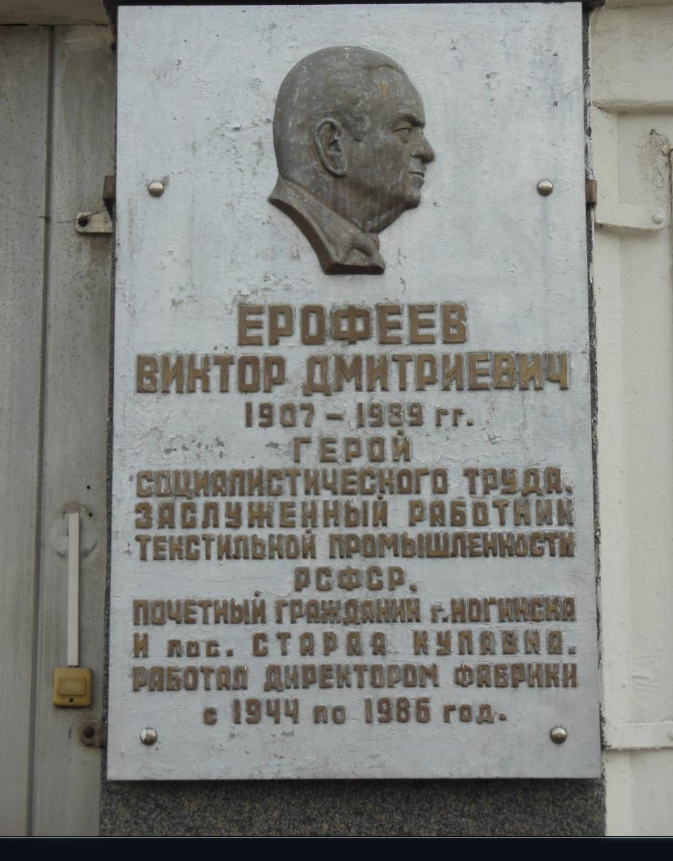 ЕРОФЕЕВ
ВИКТОР ДМИТРИЕВИЧ
1907 - 1989 гг.
ГЕРОЙ
СОЦИАЛИСТИЧЕСКОГО ТРУДА.
ЗАСЛУЖЕННЫЙ РАБОТНИК
ТЕКСТИЛЬНОЙ ПРОМЫШЛЕННОСТИ
РСФСР.
ПОЧЕТНЫЙ ГРАЖДАНИН г.НОГИНСКА
И пос. СТАРАЯ КУПАВНА.
РАБОТАЛ ДИРЕКТОРОМ ФАБРИКИ
с 1944 по 1986 год.